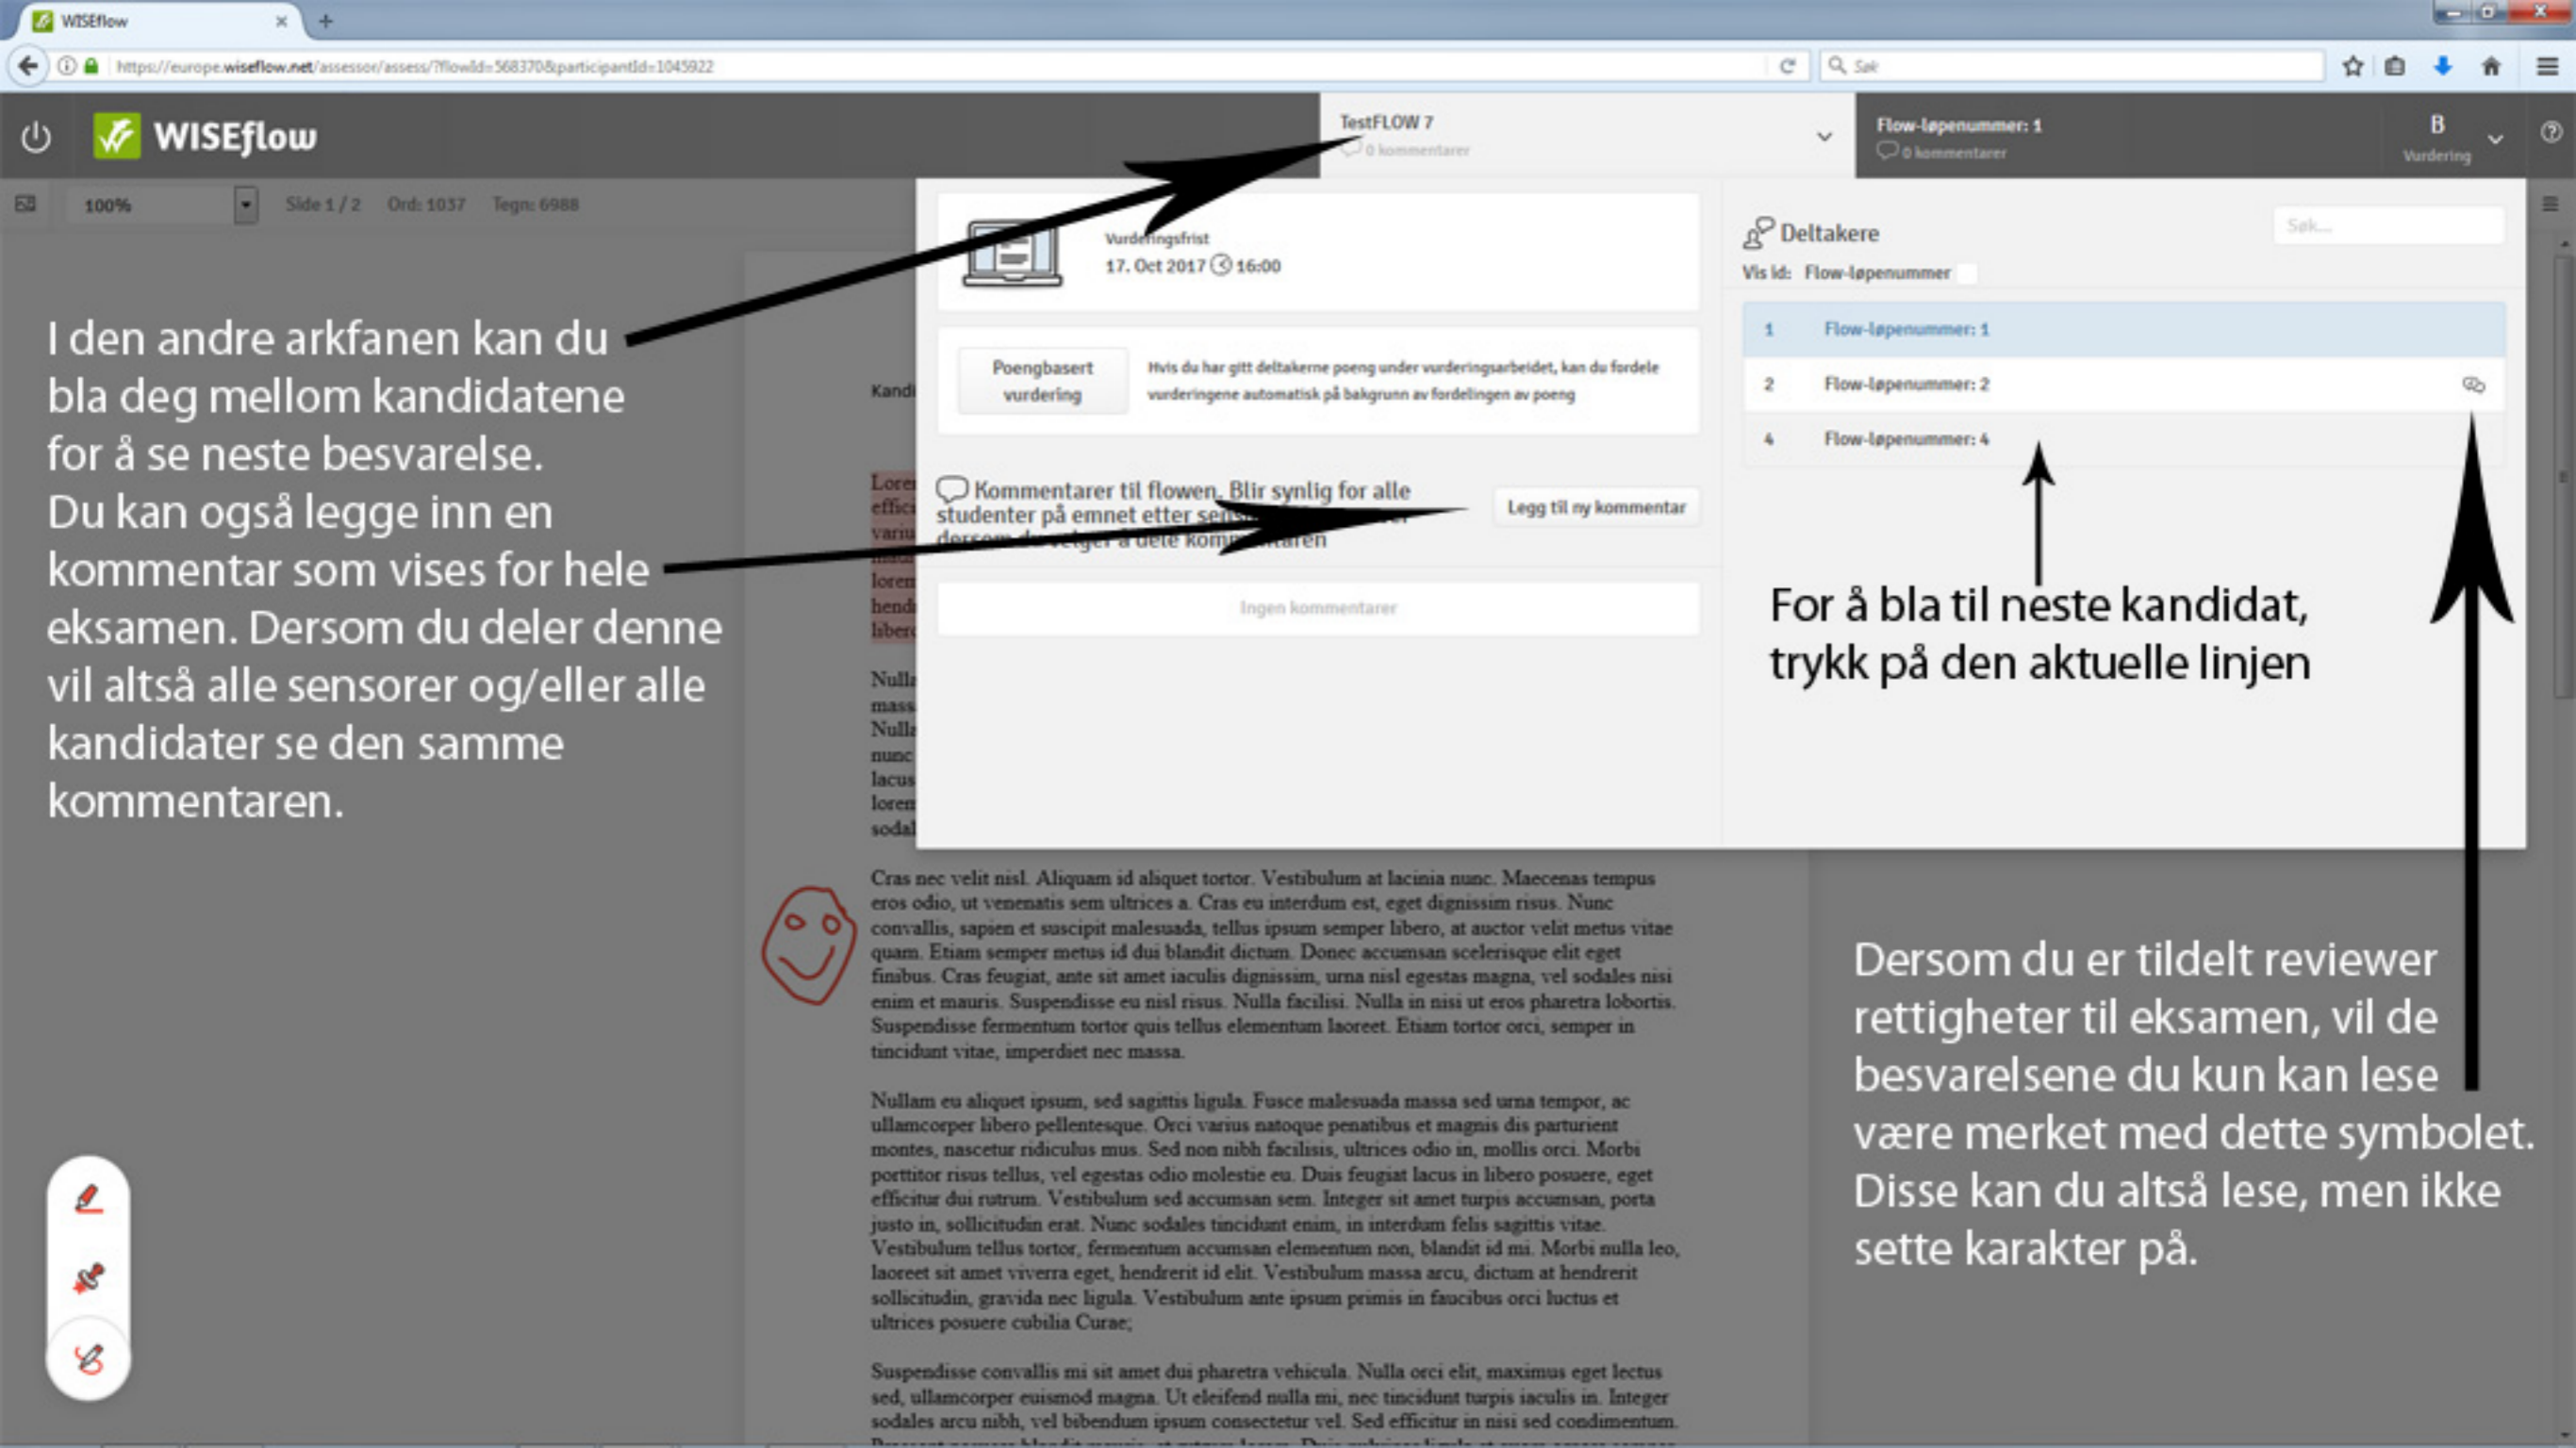 WISEflow
https://europe.wiseflow.net/assessor/assess/?flowId=568370&participantId=1045922
Søk
WISEflow
TestFLOW 7
0 kommentarer
Flow-løpenummer: 1
0 kommentarer
B
Vurdering
100%
Side 1 / 2 Ord: 1037 Tegn: 6988
I den andre arkfanen kan du
bla deg mellom kandidatene
for å se neste besvarelse.
Du kan også legge inn en
kommentar som vises for hele
eksamen. Dersom du deler denne
vil altså alle sensorer og/eller alle
kandidater se den samme
kommentaren.
Vurderingsfrist
17. Oct 2017 16:00
Poengbasert
vurdering
Hvis du har gitt deltakerne poeng under vurderingsarbeidet, kan du fordele
vurderingene automatisk på bakgrunn av fordelingen av poeng
Kommentarer til flowen. Blir synlig for alle
studenter på emnet etter
dersom du velger å dele kommentaren
Legg til ny kommentar
Ingen kommentarer
Deltakere
Søk...
Vis id: Flow-løpenummer
1 Flow-løpenummer: 1
2 Flow-løpenummer: 2
4 Flow-løpenummer: 4
For å bla til neste kandidat,
trykk på den aktuelle linjen
Dersom du er tildelt reviewer
rettigheter til eksamen, vil de
besvarelsene du kun kan lese
være merket med dette symbolet.
Disse kan du altså lese, men ikke
sette karakter på.
Kandi
Lorem
effici
variu
lorem
hendr
libero
Nulla
mass
Nulla
nunc
lacus
lorem
sodal
Cras nec velit nisl. Aliquam id aliquet tortor. Vestibulum at lacinia nunc. Maecenas tempus
eros odio, ut venenatis sem ultrices a. Cras eu interdum est, eget dignissim risus. Nunc
convallis, sapien et suscipit malesuada, tellus ipsum semper libero, at auctor velit metus vitae
quam. Etiam semper metus id dui blandit dictum. Donec accumsan scelerisque elit eget
finibus. Cras feugiat, ante sit amet iaculis dignissim, urna nisl egestas magna, vel sodales nisi
enim et mauris. Suspendisse eu nisl risus. Nulla facilisi. Nulla in nisi ut eros pharetra lobortis.
Suspendisse fermentum tortor quis tellus elementum laoreet. Etiam tortor orci, semper in
tincidunt vitae, imperdiet nec massa.
Nullam eu aliquet ipsum, sed sagittis ligula. Fusce malesuada massa sed urna tempor, ac
ullamcorper libero pellentesque. Orci varius natoque penatibus et magnis dis parturient
montes, nascetur ridiculus mus. Sed non nibh facilisis, ultrices odio in, mollis orci. Morbi
porttitor risus tellus, vel egestas odio molestie eu. Duis feugiat lacus in libero posuere, eget
efficitur dui rutrum. Vestibulum sed accumsan sem. Integer sit amet turpis accumsan, porta
justo in, sollicitudin erat. Nunc sodales tincidunt enim, in interdum felis sagittis vitae.
Vestibulum tellus tortor, fermentum accumsan elementum non, blandit id mi. Morbi nulla leo,
laoreet sit amet viverra eget, hendrerit id elit. Vestibulum massa arcu, dictum at hendrerit
sollicitudin, gravida nec ligula. Vestibulum ante ipsum primis in faucibus orci luctus et
ultrices posuere cubilia Curae;
Suspendisse convallis mi sit amet dui pharetra vehicula. Nulla orci elit, maximus eget lectus
sed, ullamcorper euismod magna. Ut eleifend nulla mi, nec tincidunt turpis iaculis in. Integer
sodales arcu nibh, vel bibendum ipsum consectetur vel. Sed efficitur in nisi sed condimentum.